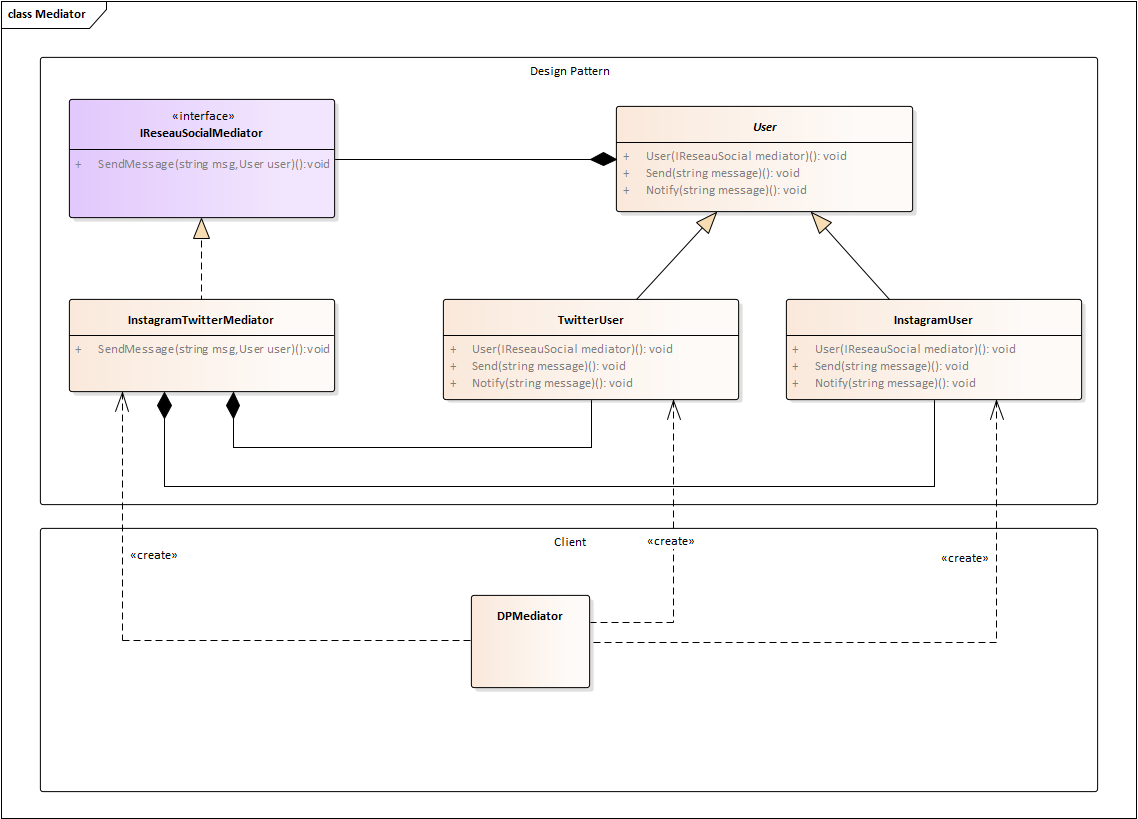 class Mediator
Design Pattern
«interface»
IReseauSocialMediator
+ SendMessage(string msg,User user)():void
User
+ User(IReseauSocial mediator)(): void
+ Send(string message)(): void
+ Notify(string message)(): void
InstagramTwitterMediator
+ SendMessage(string msg,User user)():void
TwitterUser
+ User(IReseauSocial mediator)(): void
+ Send(string message)(): void
+ Notify(string message)(): void
InstagramUser
+ User(IReseauSocial mediator)(): void
+ Send(string message)(): void
+ Notify(string message)(): void
Client
«create»
«create»
«create»
DPMediator